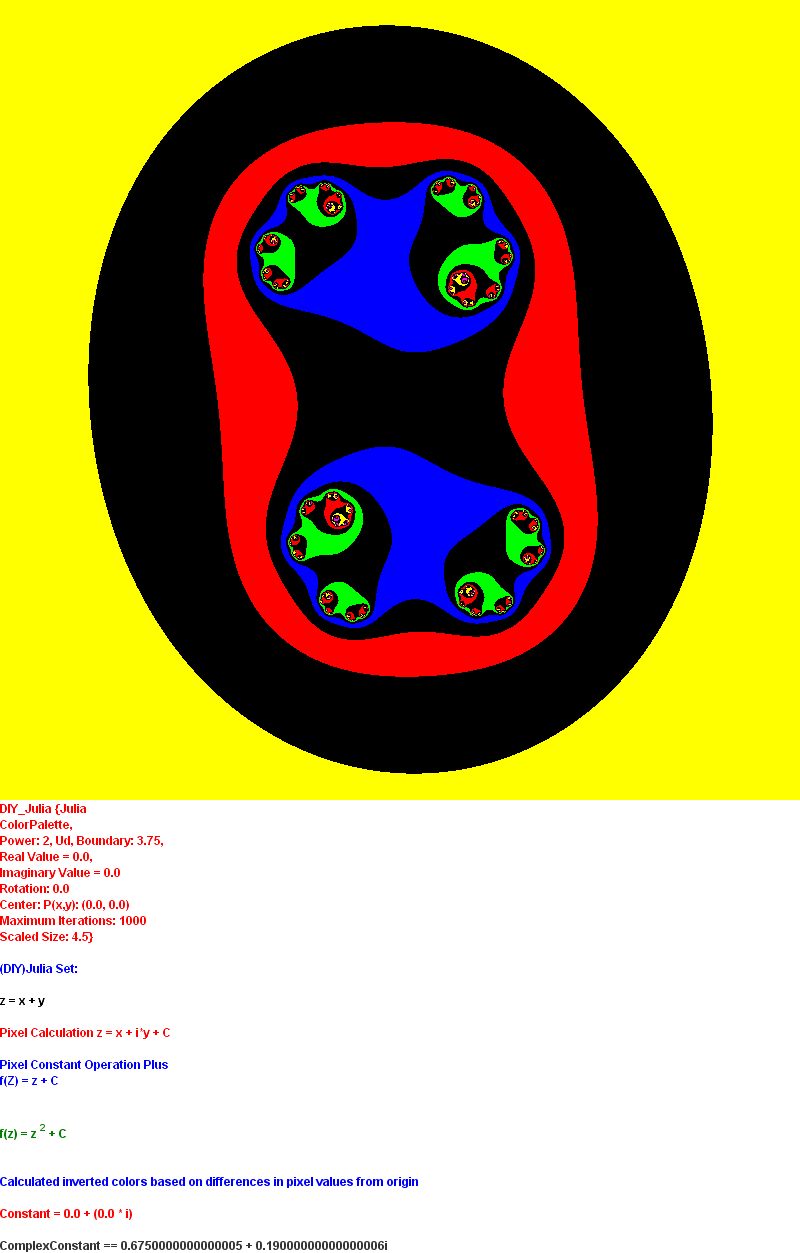 DIY_Julia {Julia
ColorPalette,
Power: 2, Ud, Boundary: 3.75,
Real Value = 0.0,
Imaginary Value = 0.0
Rotation: 0.0
Center: P(x,y): (0.0, 0.0)
Maximum Iterations: 1000
Scaled Size: 4.5}
(DIY)Julia Set:
z = x + y
Pixel Calculation z = x + i*y + C
Pixel Constant Operation Plus
f(Z) = z + C
f(z) = z ² + C
Calculated inverted colors based on differences in pixel values from origin
Constant = 0.0 + (0.0 * i)
ComplexConstant == 0.6750000000000005 + 0.19000000000000006i